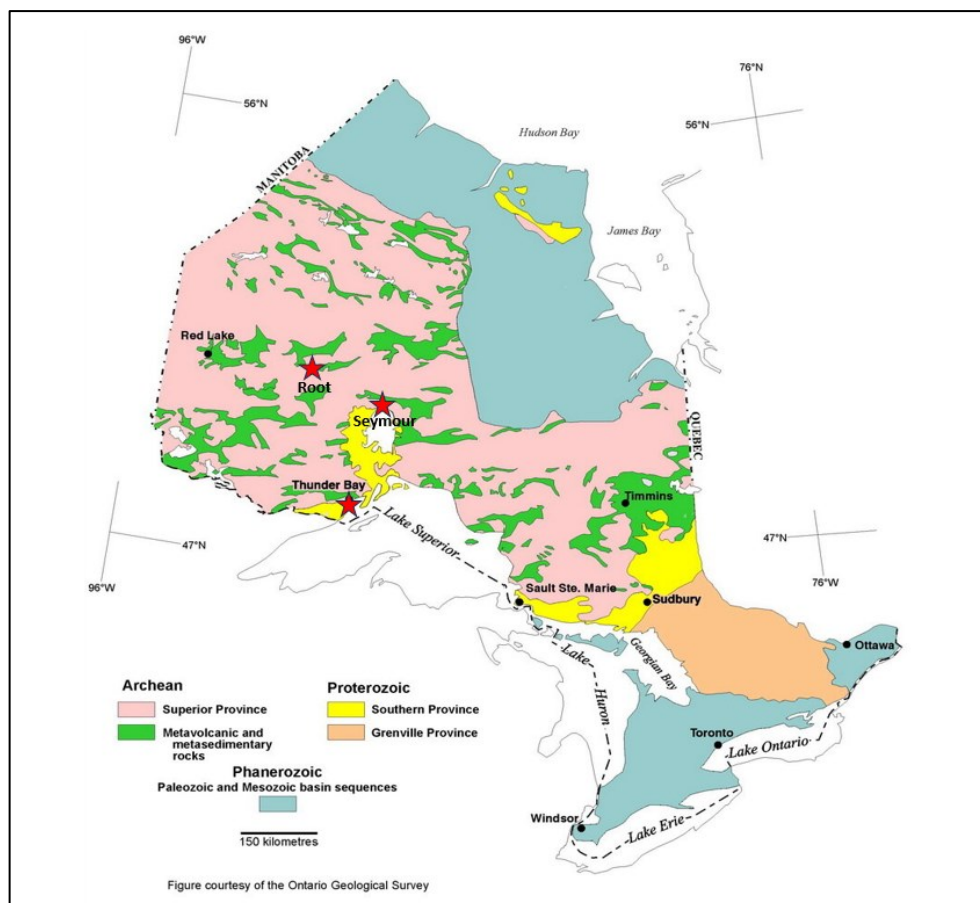 96°W
76°N
56°N
56°N
Hudson Bay
MANITOBA
James Bay
Red Lake
Root
Seymour
QUEBEC
Thunder Bay
Timmins
Lake Superior
47°N
47°N
96°W
76°W
Sault Ste. Marie
Sudbury
Georgian Bay
Ottawa
Lake
Huron
Toronto
Lake Ontario
Windsor
Lake Erie
Archean
Superior Province
Metavolcanic and
metasedimentary
rocks
Proterozoic
Southern Province
Grenville Province
Phanerozoic
Paleozoic and Mesozoic basin sequences
150 kilometres
Figure courtesy of the Ontario Geological Survey